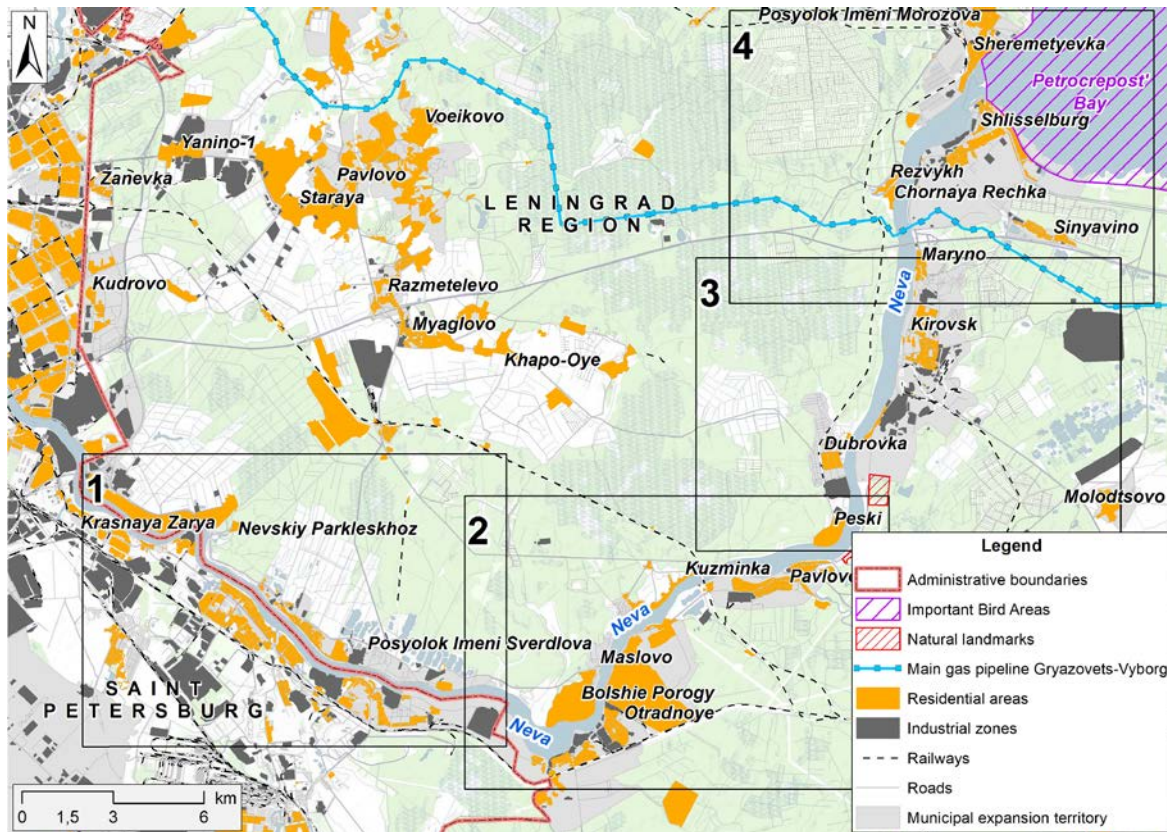 N
Posyolok Imeni Morozova
4
Sheremetyevka
Petrocrepost'
Bay
Shlisselburg
Voeikovo
Yanino-1
Zanevka
Pavlovo
Staraya
Rezvykh
Chornaya Rechka
LENINGRAD
REGION
Sinyavino
Maryno
3
Kudrovo
Razmetelevo
Neva
Myaglovo
Kirovsk
Khapo-Oye
Dubrovka
1
Molodtsovo
Krasnaya Zarya
Nevskiy Parkleskhoz
2
Peski
Kuzminka
Pavlovo
Neva
Posyolok Imeni Sverdlova
Maslovo
SAINT
PETERSBURG
Bolshie Porogy
Otradnoye
Neva
km
0 1,5 3 6
Legend
Administrative boundaries
Important Bird Areas
Natural landmarks
Main gas pipeline Gryazovets-Vyborg
Residential areas
Industrial zones
Railways
Roads
Municipal expansion territory